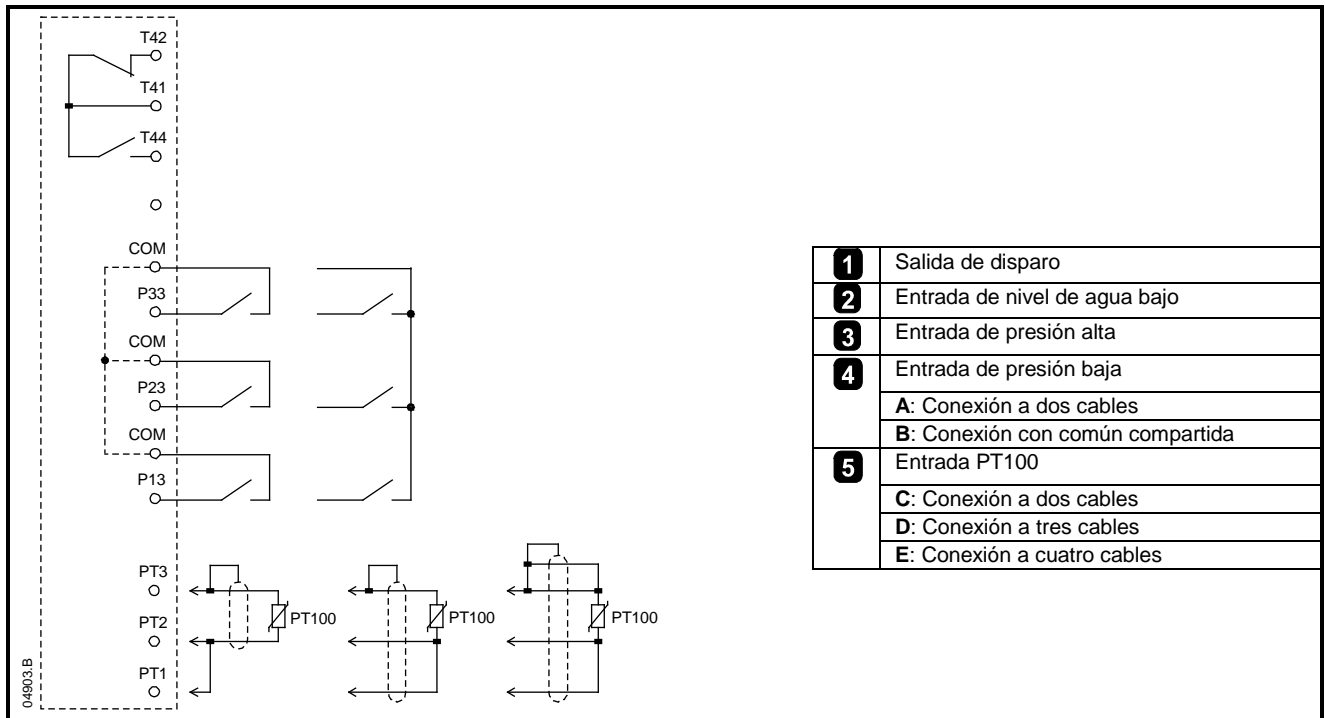 T42
T41
T44
COM
P33
COM
P23
COM
P13
PT3
PT2
PT1
PT100
PT100
PT100
04903.B
1 Salida de disparo
2 Entrada de nivel de agua bajo
3 Entrada de presión alta
4 Entrada de presión baja
A: Conexión a dos cables
B: Conexión con común compartida
5 Entrada PT100
C: Conexión a dos cables
D: Conexión a tres cables
E: Conexión a cuatro cables